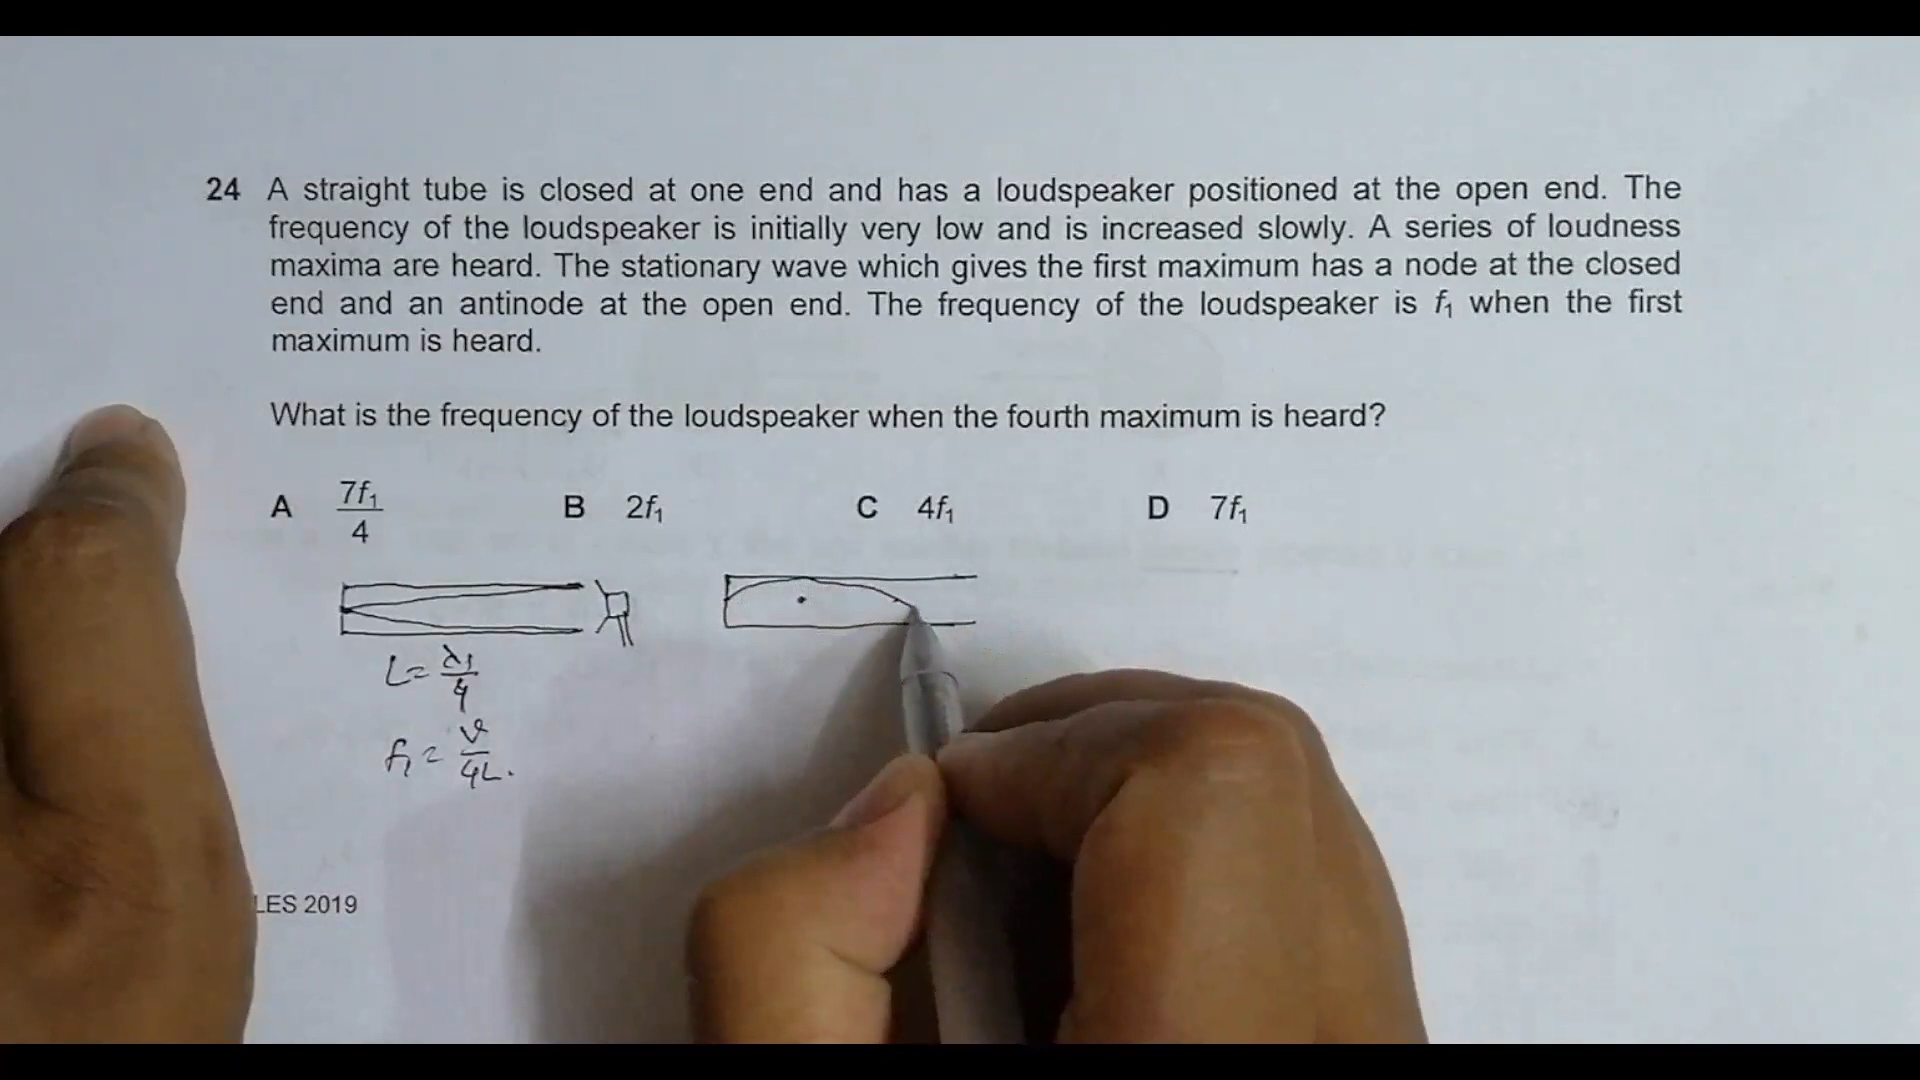 24 A straight tube is closed at one end and has a loudspeaker positioned at the open end. The
frequency of the loudspeaker is initially very low and is increased slowly. A series of loudness
maxima are heard. The stationary wave which gives the first maximum has a node at the closed
end and an antinode at the open end. The frequency of the loudspeaker is f₁ when the first
maximum is heard.
What is the frequency of the loudspeaker when the fourth maximum is heard?
A 7f₁/4 B 2f₁ C 4f₁ D 7f₁
L = λ₁/4
f₁ = v/4L.
LES 2019